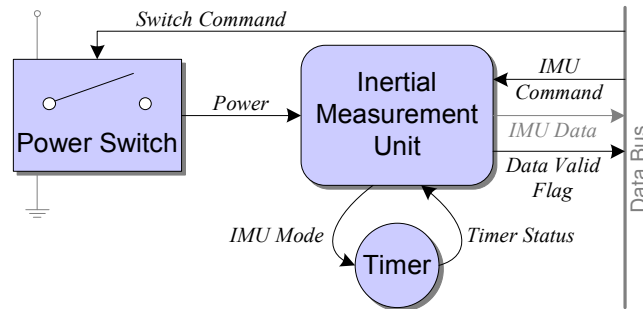 Switch Command
Inertial
Measurement
Unit
IMU
Command
Power
Power Switch
IMU Data
Data Valid
Flag
Data Bus
IMU Mode
Timer Status
Timer